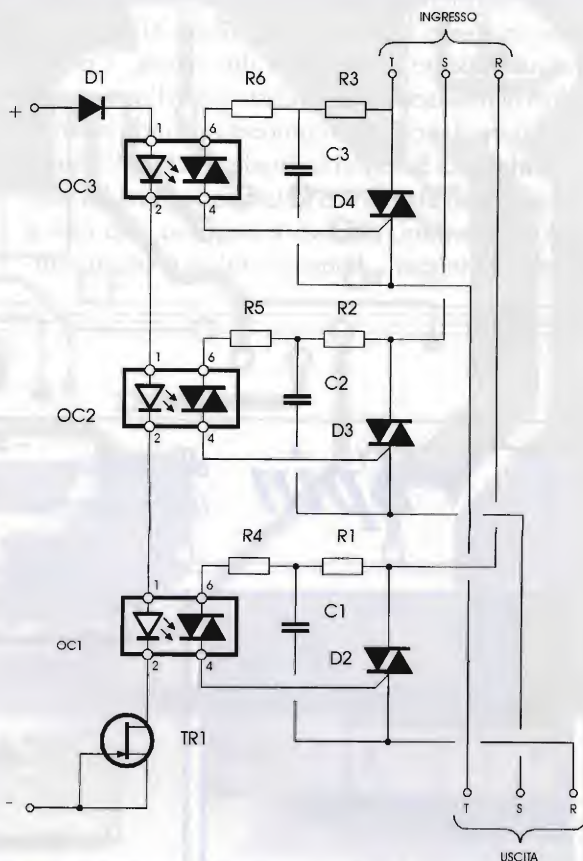 INGRESSO
T S R
D1
R6 R3
+
1 6
C3
OC3
D4
2 4
R5 R2
1 6
C2
OC2
D3
2 4
R4 R1
1 6
C1
OC1
D2
2 4
TR1
-
T S R
USCITA